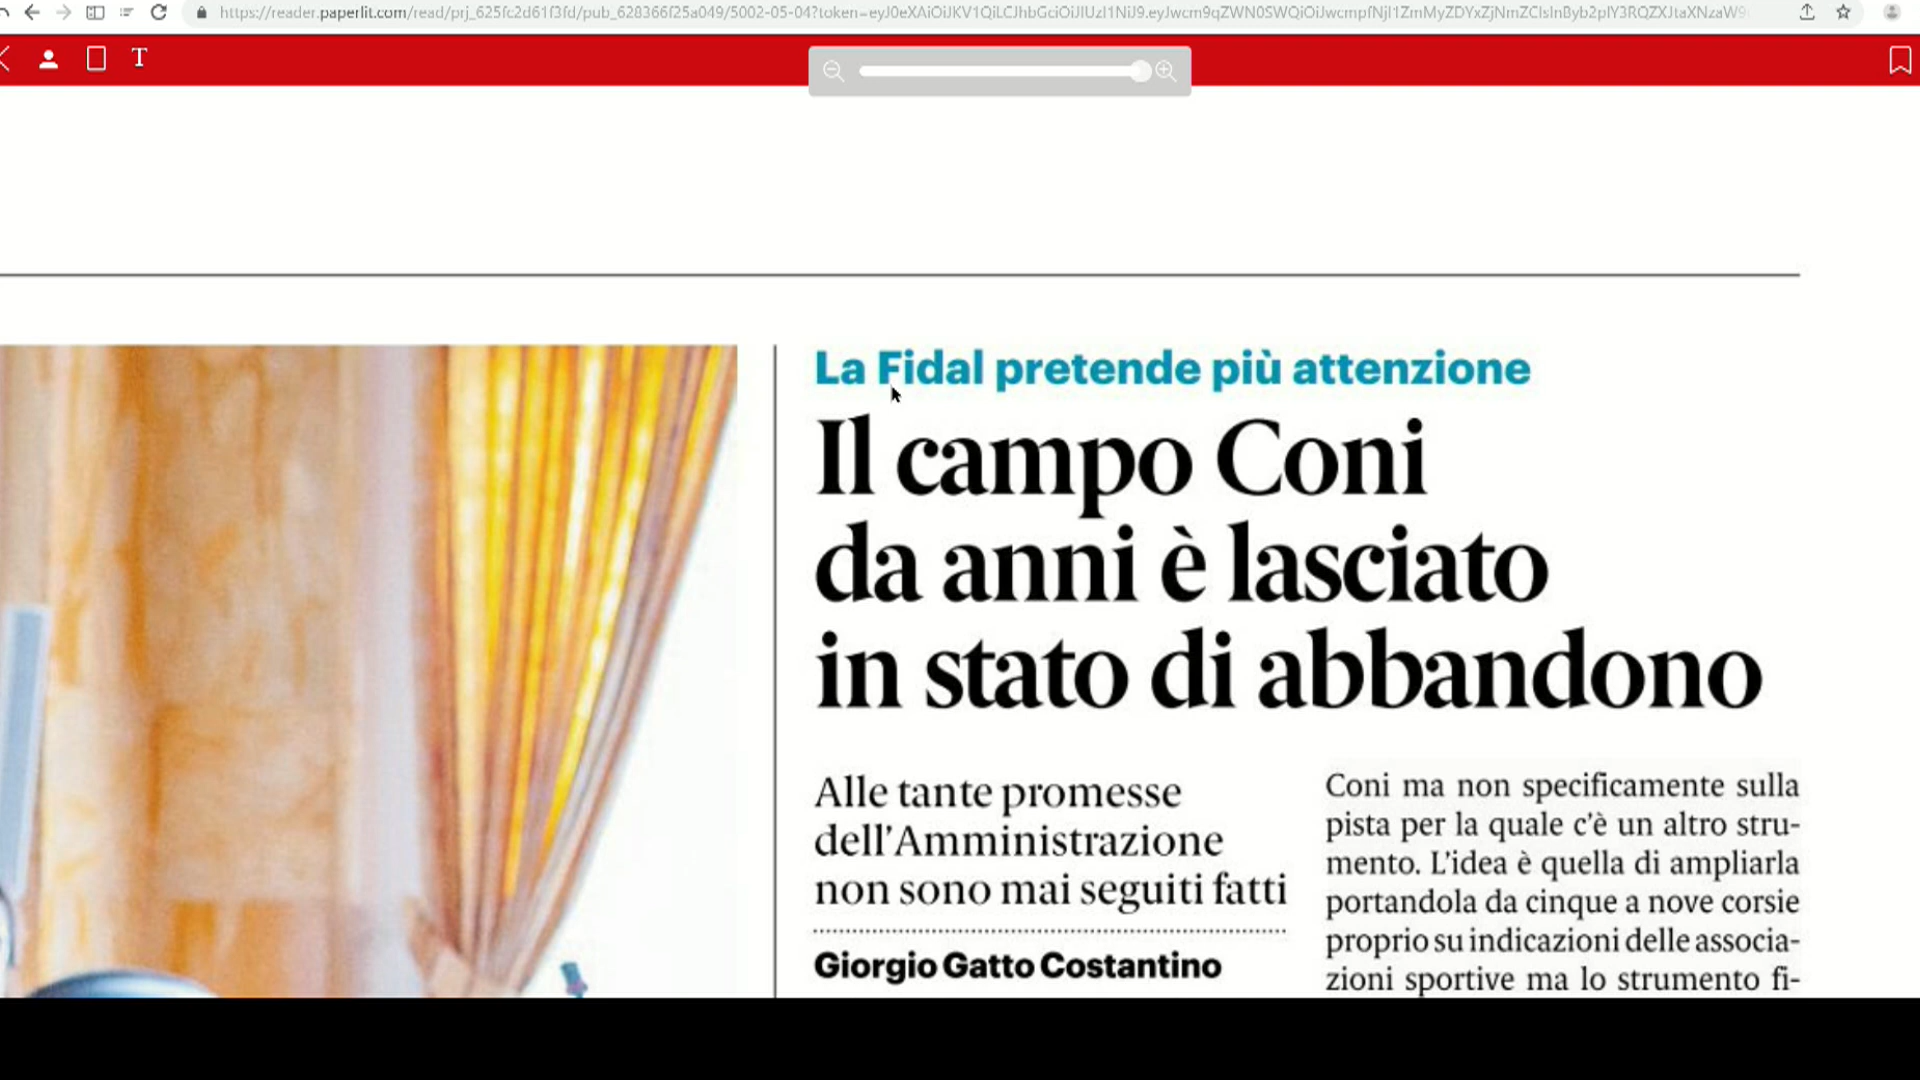 T
La Fidal pretende più attenzione
Il campo Coni
da anni è lasciato
in stato di abbandono
Alle tante promesse
dell'Amministrazione
non sono mai seguiti fatti
Giorgio Gatto Costantino
Coni ma non specificamente sulla
pista per la quale c'è un altro stru-
mento. L'idea è quella di ampliarla
portandola da cinque a nove corsie
proprio su indicazioni delle associa-
zioni sportive ma lo strumento fi-